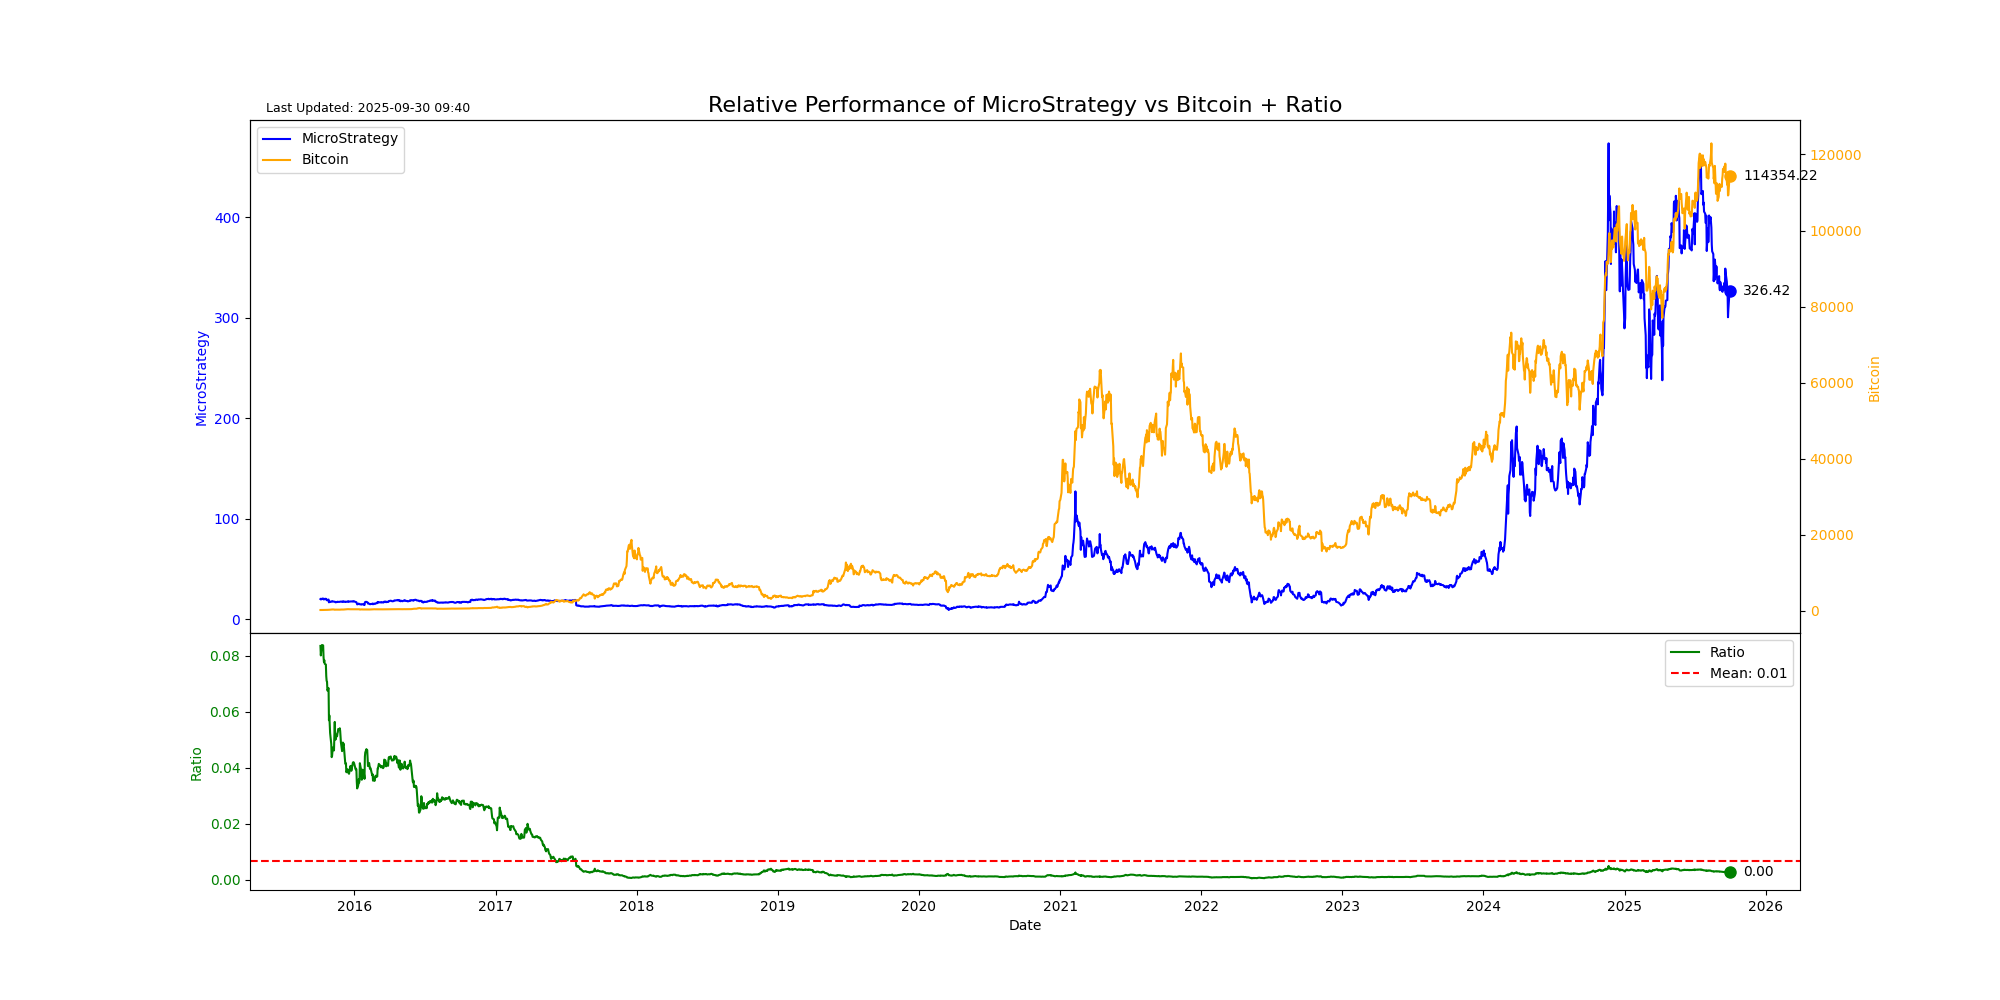 Last Updated: 2025-09-30 09:40
Relative Performance of MicroStrategy vs Bitcoin + Ratio
MicroStrategy
Bitcoin
MicroStrategy
400
300
200
100
0
120000
100000
80000
60000
40000
20000
0
Bitcoin
114354.22
326.42
Ratio
0.08
0.06
0.04
0.02
0.00
Ratio
Mean: 0.01
0.00
2016 2017 2018 2019 2020 2021 2022 2023 2024 2025 2026
Date